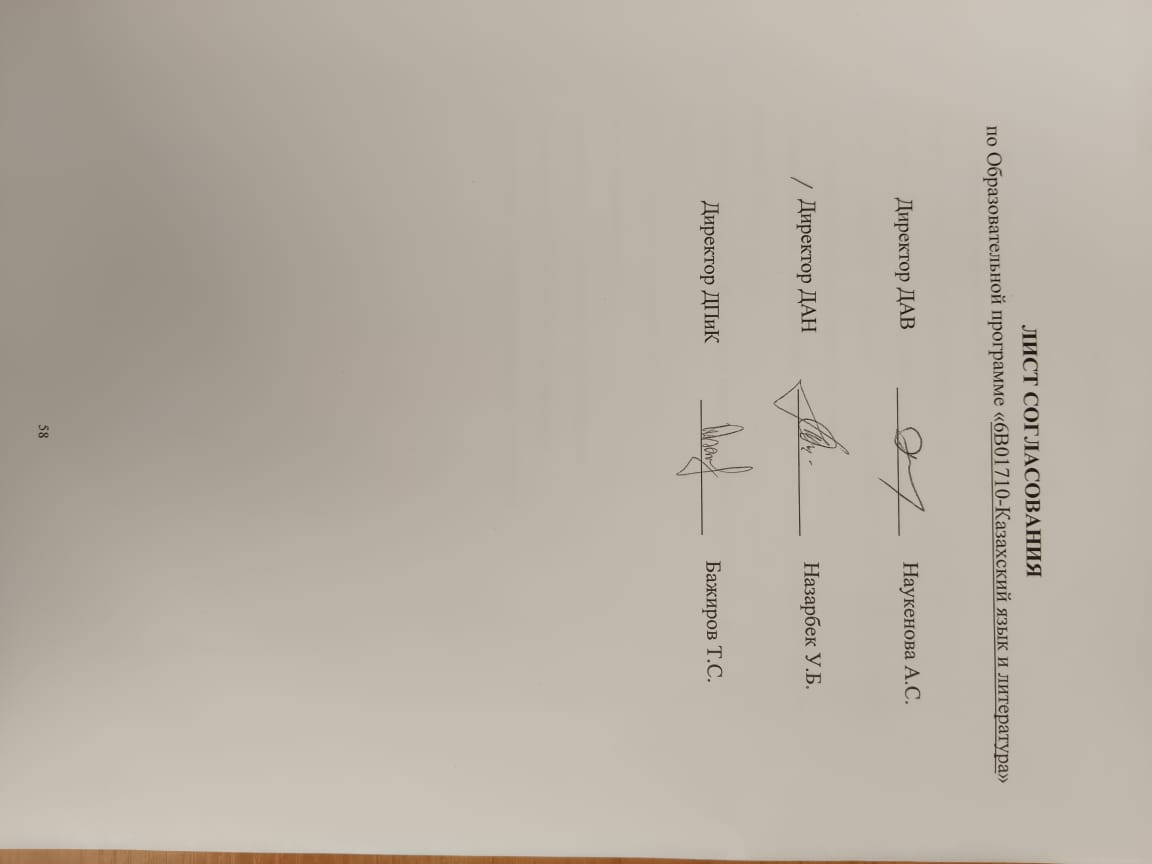 ЛИСТ СОГЛАСОВАНИЯ
по Образовательной программе «6В01710-Казахский язык и литература»
Директор ДАВ Наукенова А.С.
/ Директор ДАН Назарбек У.Б.
Директор ДПиК Бажиров Т.С.
58